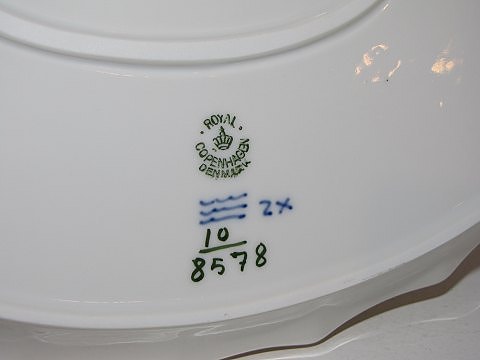 ROYAL
COPENHAGEN
DENMARK
2x
10
8578